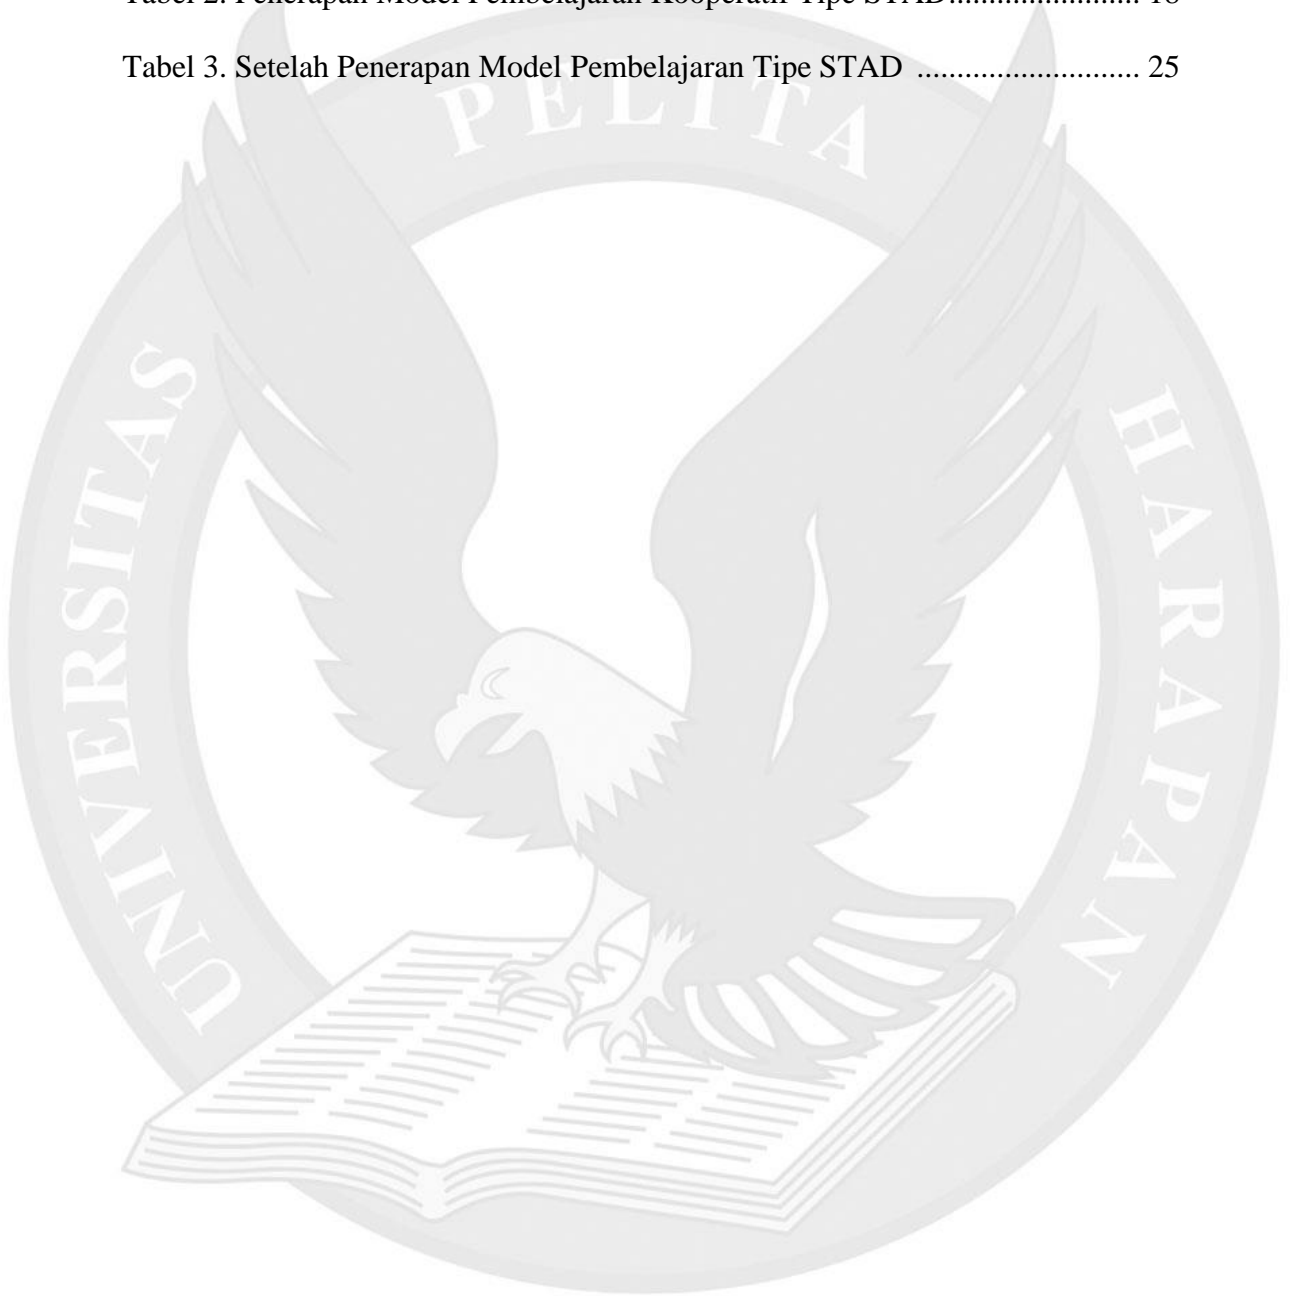 Tabel 2. Penerapan Model Pembelajaran Kooperatif Tipe STAD........................ 18
Tabel 3. Setelah Penerapan Model Pembelajaran Tipe STAD ............................ 25
PELITA
UNIVERSITAS
HARAPAN